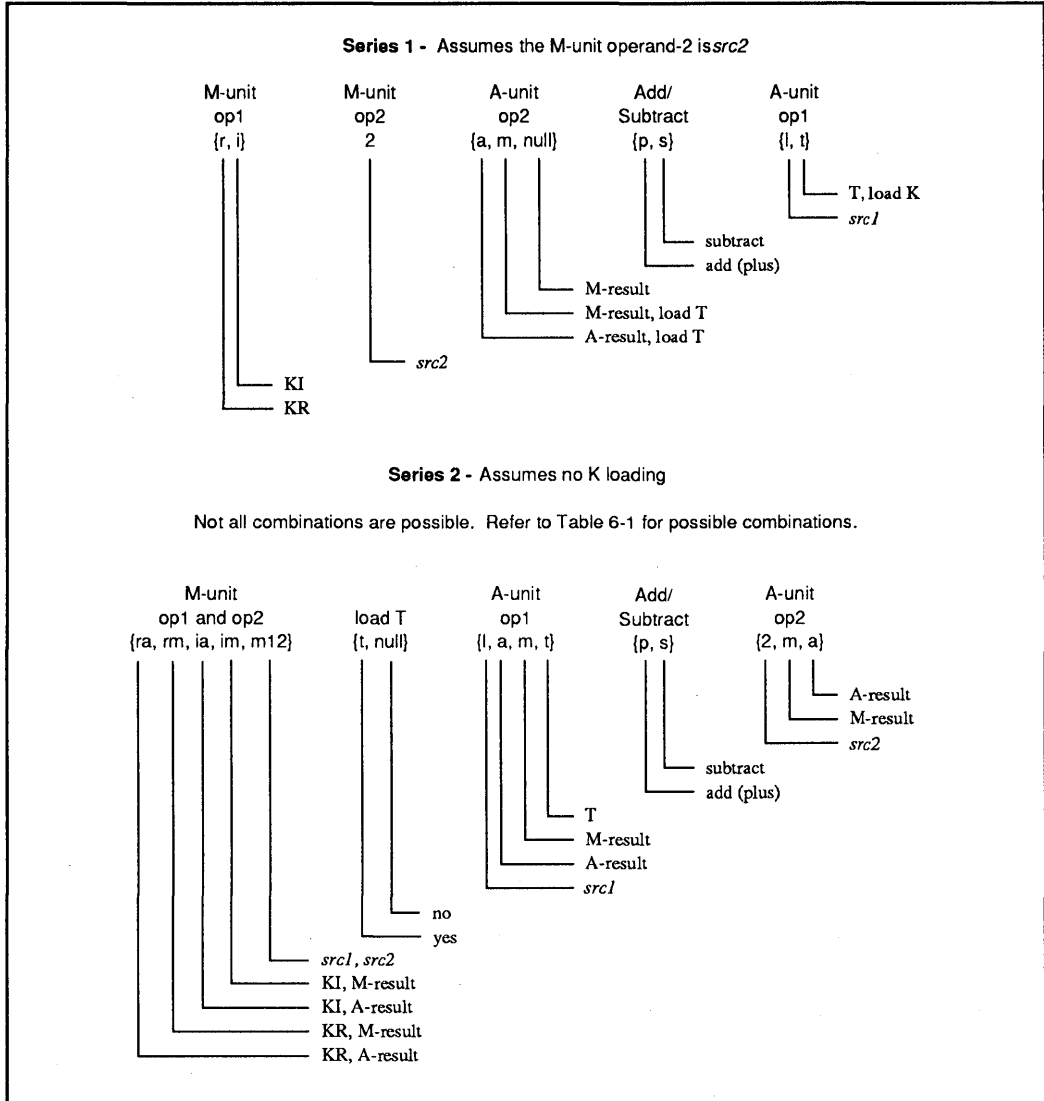 Series 1 - Assumes the M-unit operand-2 is src2
M-unit M-unit A-unit Add/ A-unit
op1 op2 op2 Subtract op1
{r, i} 2 {a, m, null} {p, s} {l, t}
T, load K
src1
subtract
add (plus)
M-result
M-result, load T
A-result, load T
src2
KI
KR
Series 2 - Assumes no K loading
Not all combinations are possible. Refer to Table 6-1 for possible combinations.
M-unit A-unit Add/ A-unit
op1 and op2 load T op1 Subtract op2
{ra, rm, ia, im, m12} {t, null} {l, a, m, t} {p, s} {2, m, a}
A-result
M-result
src2
subtract
add (plus)
T
M-result
A-result
src1
no
yes
src1, src2
KI, M-result
KI, A-result
KR, M-result
KR, A-result